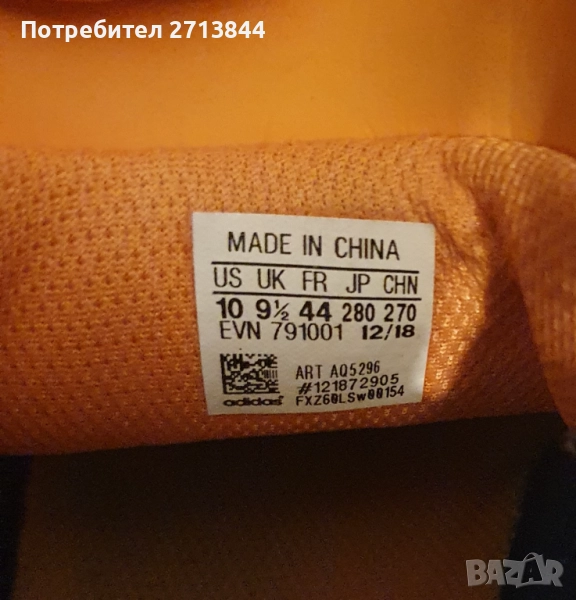 Потребител 2713844
MADE IN CHINA
US UK FR JP CHN
10 9½ 44 280 270
EVN 791001 12/18
ART AQ5296
#121872905
adidas FXZ60LSw00154
BAZAR